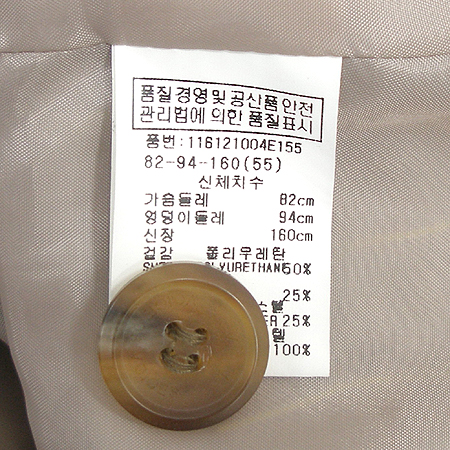 품질경영및공산품안전
관리법에의한품질표시
품번:116121004E155
82-94-160(55)
신체치수
가슴둘레 82cm
엉덩이둘레 94cm
신장 160cm
겉감 폴리우레탄
YURETHANE50%
25%
25%
100%